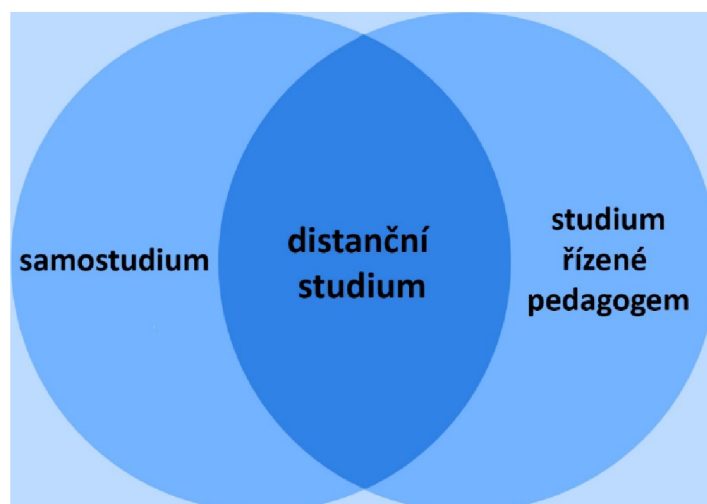 samostudium
distanční
studium
studium
řízené
pedagogem